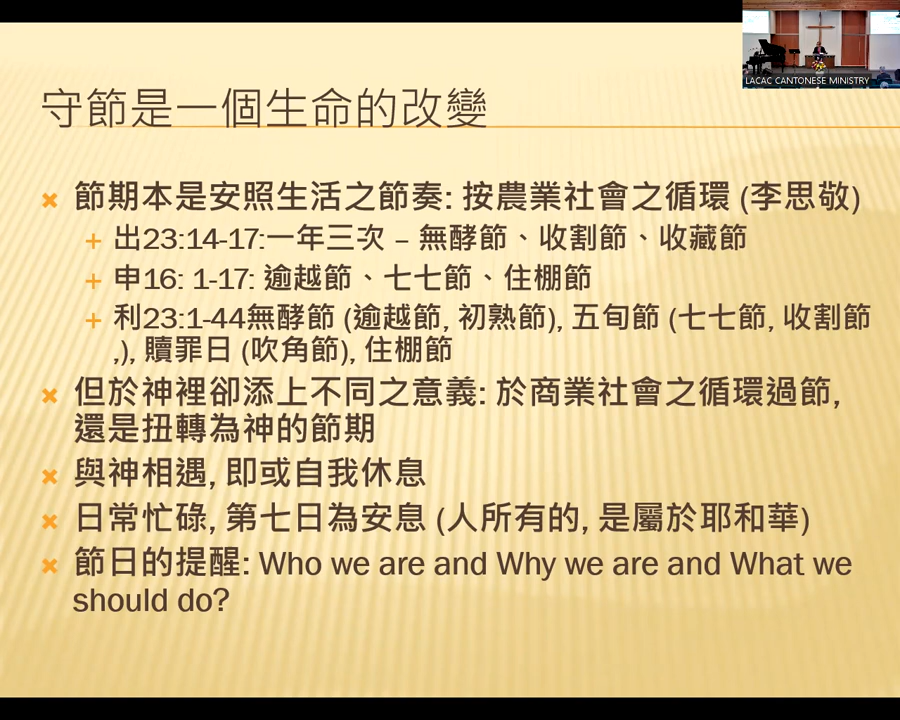 LACAC CANTONESE MINISTRY
守節是一個生命的改變
節期本是安照生活之節奏: 按農業社會之循環 (李思敬)
出23:14-17:一年三次 – 無酵節、收割節、收藏節
申16: 1-17: 逾越節、七七節、住棚節
利23:1-44無酵節 (逾越節, 初熟節), 五旬節 (七七節, 收割節
,), 贖罪日 (吹角節), 住棚節
但於神裡卻添上不同之意義: 於商業社會之循環過節,
還是扭轉為神的節期
與神相遇, 即或自我休息
日常忙碌, 第七日為安息 (人所有的, 是屬於耶和華)
節日的提醒: Who we are and Why we are and What we
should do?